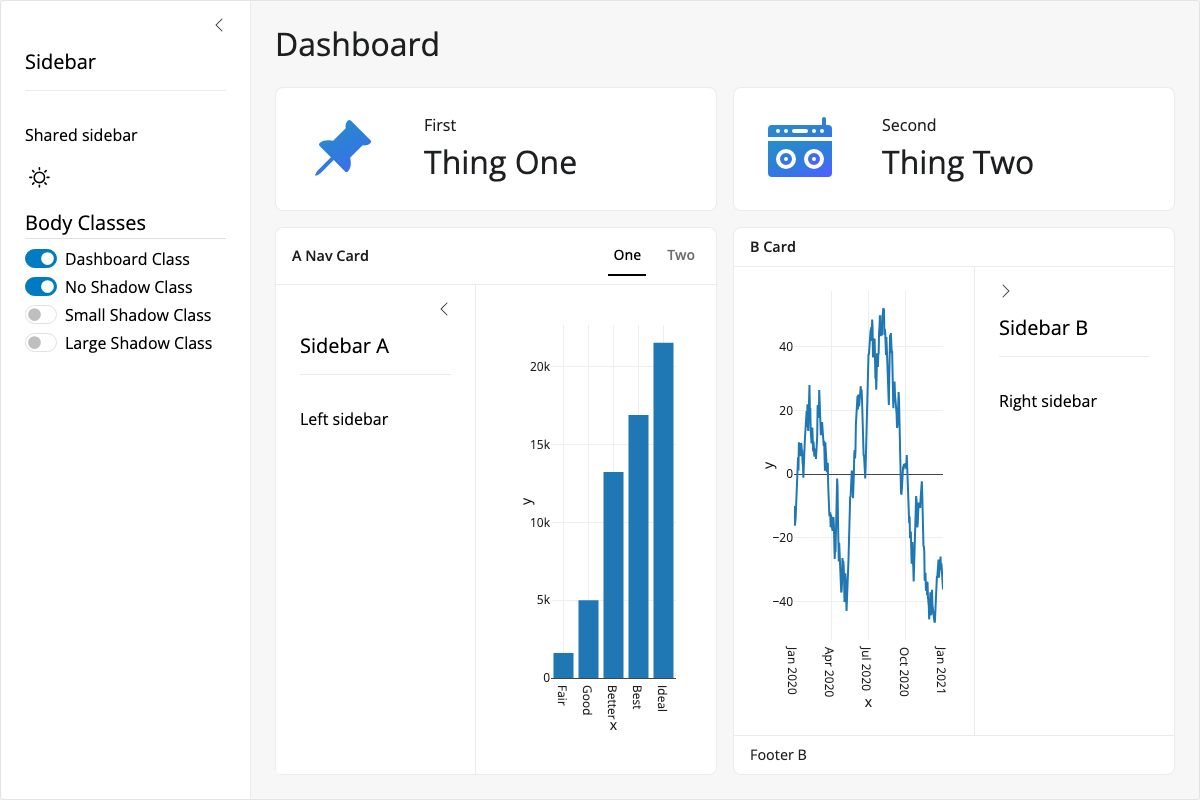 Sidebar
Shared sidebar
Body Classes
Dashboard Class
No Shadow Class
Small Shadow Class
Large Shadow Class
Dashboard
First
Thing One
Second
Thing Two
A Nav Card
One
Two
Sidebar A
Left sidebar
20k
15k
10k
5k
0
y
Fair
Good
Better
Best
Ideal
x
B Card
40
20
0
−20
−40
y
Jan 2020
Apr 2020
Jul 2020
Oct 2020
Jan 2021
x
Sidebar B
Right sidebar
Footer B